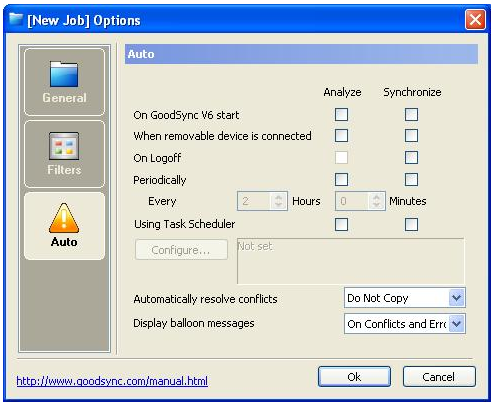 [New Job] Options
General
Filters
Auto
Auto
Analyze Synchronize
On GoodSync V6 start
When removable device is connected
On Logoff
Periodically
Every 2 Hours 0 Minutes
Using Task Scheduler
Configure... Not set
Automatically resolve conflicts Do Not Copy
Display balloon messages On Conflicts and Erro
http://www.goodsync.com/manual.html Ok Cancel